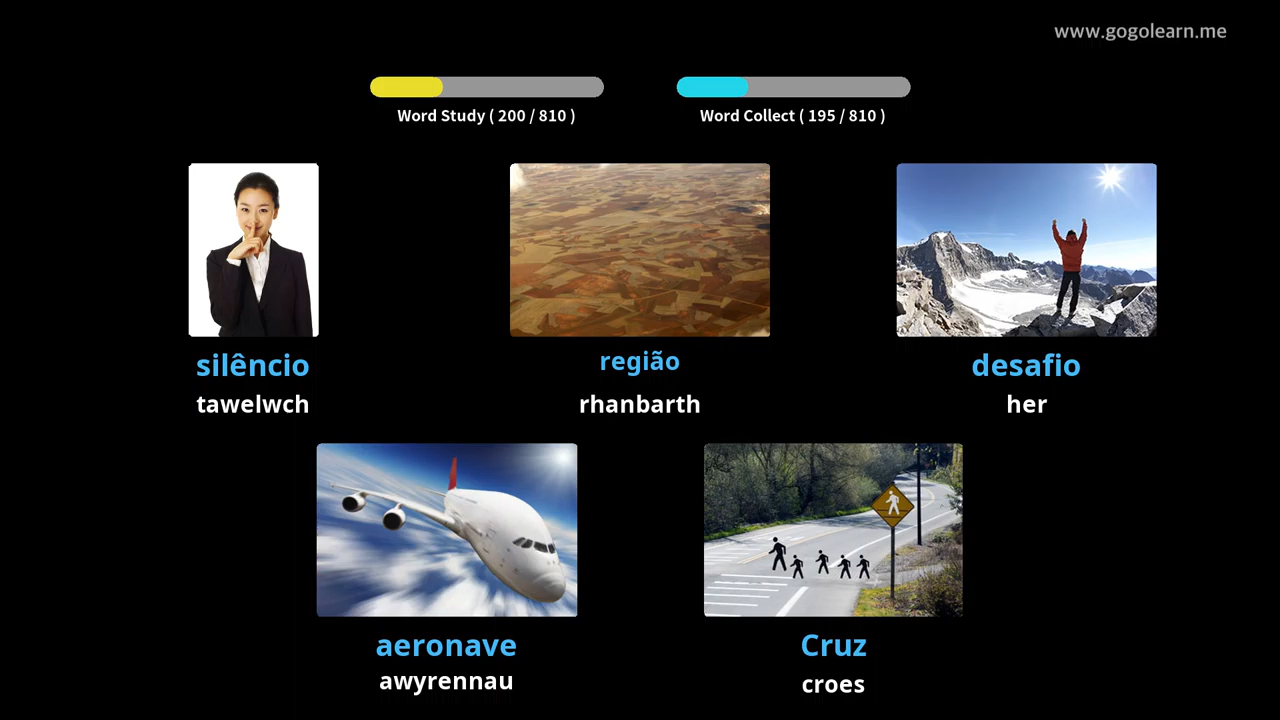 www.gogolearn.me
Word Study ( 200 / 810 )
Word Collect ( 195 / 810 )
silêncio
tawelwch
região
rhanbarth
desafio
her
aeronave
awyrennau
Cruz
croes